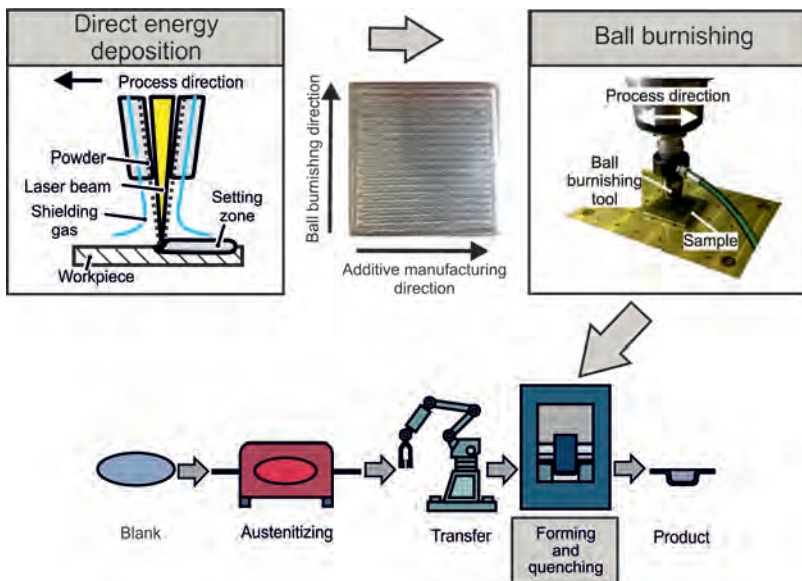 Direct energy
deposition
Process direction
Powder
Laser beam
Shielding
gas
Setting
zone
Workpiece
Ball burnishng direction
Additive manufacturing
direction
Ball burnishing
Process direction
Ball
burnishing
tool
Sample
Blank
Austenitizing
Transfer
Forming
and
quenching
Product